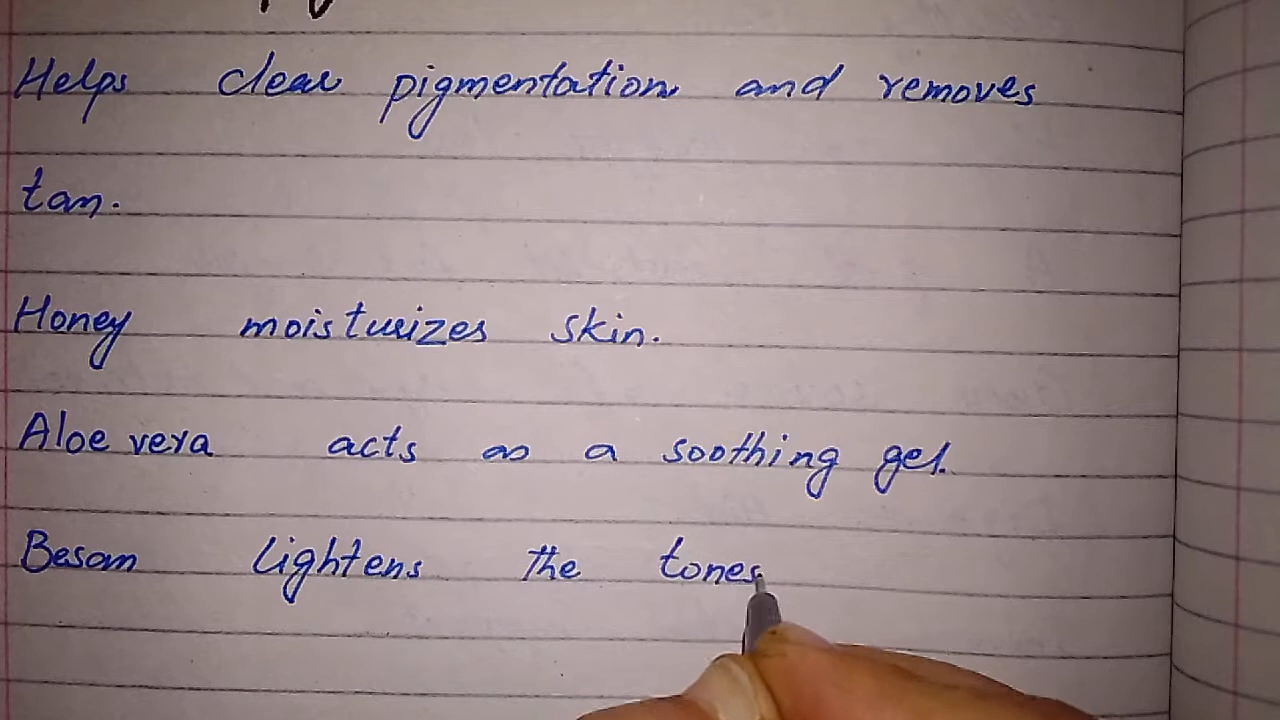 Helps clear pigmentation and removes
tan.
Honey moisturizes skin.
Aloe vera acts as a soothing gel.
Besan lightens the tones